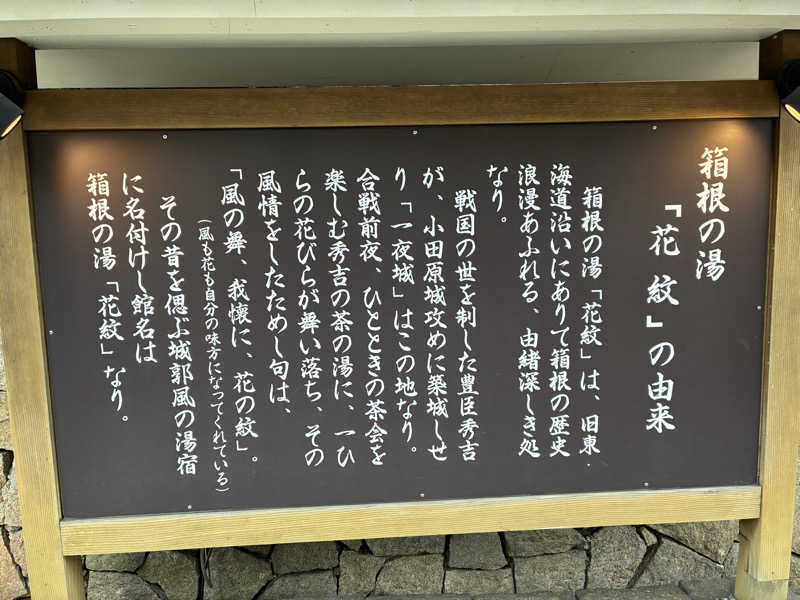 箱根の湯
「花紋」の由来
箱根の湯「花紋」は、旧東
海道沿いにありて箱根の歴史
浪漫あふれる、由緒深しき処
なり。
戦国の世を制した豊臣秀吉
が、小田原城攻めに築城しせ
り「一夜城」はこの地なり。
合戦前夜、ひとときの茶会を
楽しむ秀吉の茶の湯に、一ひ
らの花びらが舞い落ち、その
風情をしたためし句は、
「風の舞、我懐に、花の紋」。
(風も花も自分の味方になってくれている)
その昔を偲ぶ城郭風の湯宿
に名付けし館名は
箱根の湯「花紋」なり。